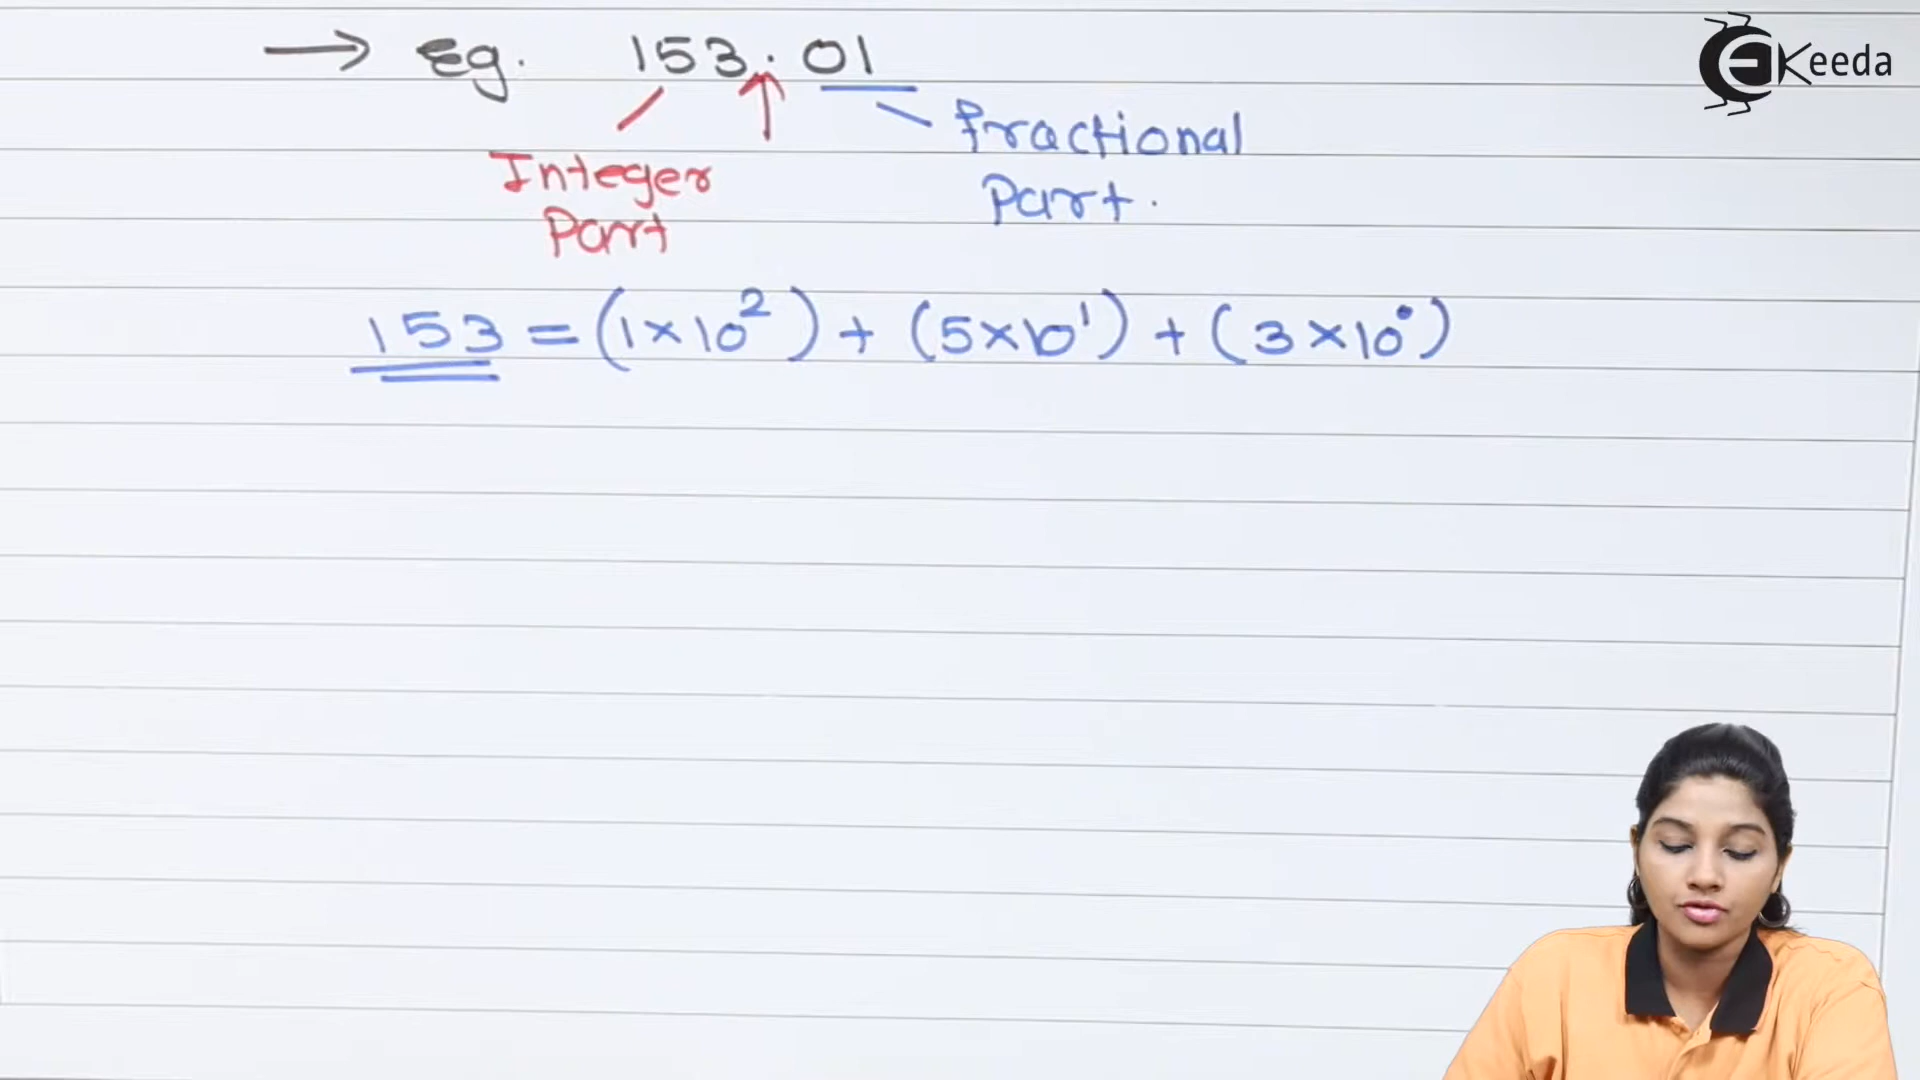 → Eg. 153.01
Integer Part
fractional Part.
153 = (1×10²) + (5×10¹) + (3×10⁰)
EKeeda